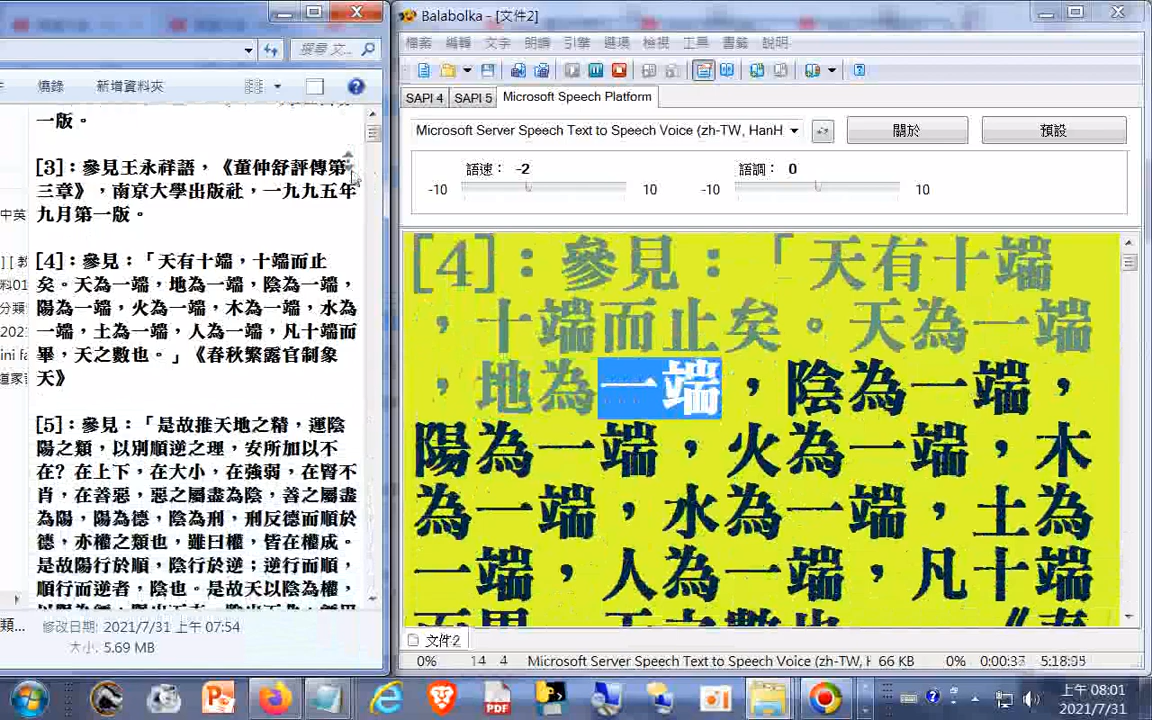 搜尋 文...
燒錄
新增資料夾
一版。
[3]：參見王永祥語，《董仲舒評傳第
三章》，南京大學出版社，一九九五年
九月第一版。
[4]：參見：「天有十端，十端而止
矣。天為一端，地為一端，陰為一端，
陽為一端，火為一端，木為一端，水為
一端，土為一端，人為一端，凡十端而
畢，天之數也。」《春秋繁露官制象
天》
[5]：參見：「是故推天地之精，運陰
陽之類，以別順逆之理，安所加以不
在？在上下，在大小，在強弱，在賢不
肖，在善惡，惡之屬盡為陰，善之屬盡
為陽，陽為德，陰為刑，刑反德而順於
德，亦權之類也，雖曰權，皆在權成。
是故陽行於順，陰行於逆；逆行而順，
順行而逆者，陰也。是故天以陰為權，
中英
][ 教
料01
分類
202
ini fa
道家
類...
修改日期: 2021/7/31 上午 07:54
大小: 5.69 MB
Balabolka - [文件2]
檔案 編輯 文字 朗讀 引擎 選項 檢視 工具 書籤 說明
SAPI 4 SAPI 5 Microsoft Speech Platform
Microsoft Server Speech Text to Speech Voice (zh-TW, HanH
關於
預設
語速： -2
語調： 0
-10 10 -10 10
[4]：參見：「天有十端
，十端而止矣。天為一端
，地為一端，陰為一端，
陽為一端，火為一端，木
為一端，水為一端，土為
一端，人為一端，凡十端
文件2
0% 14 4 Microsoft Server Speech Text to Speech Voice (zh-TW, H 66 KB 0% 5:18:
上午 08:01
2021/7/31